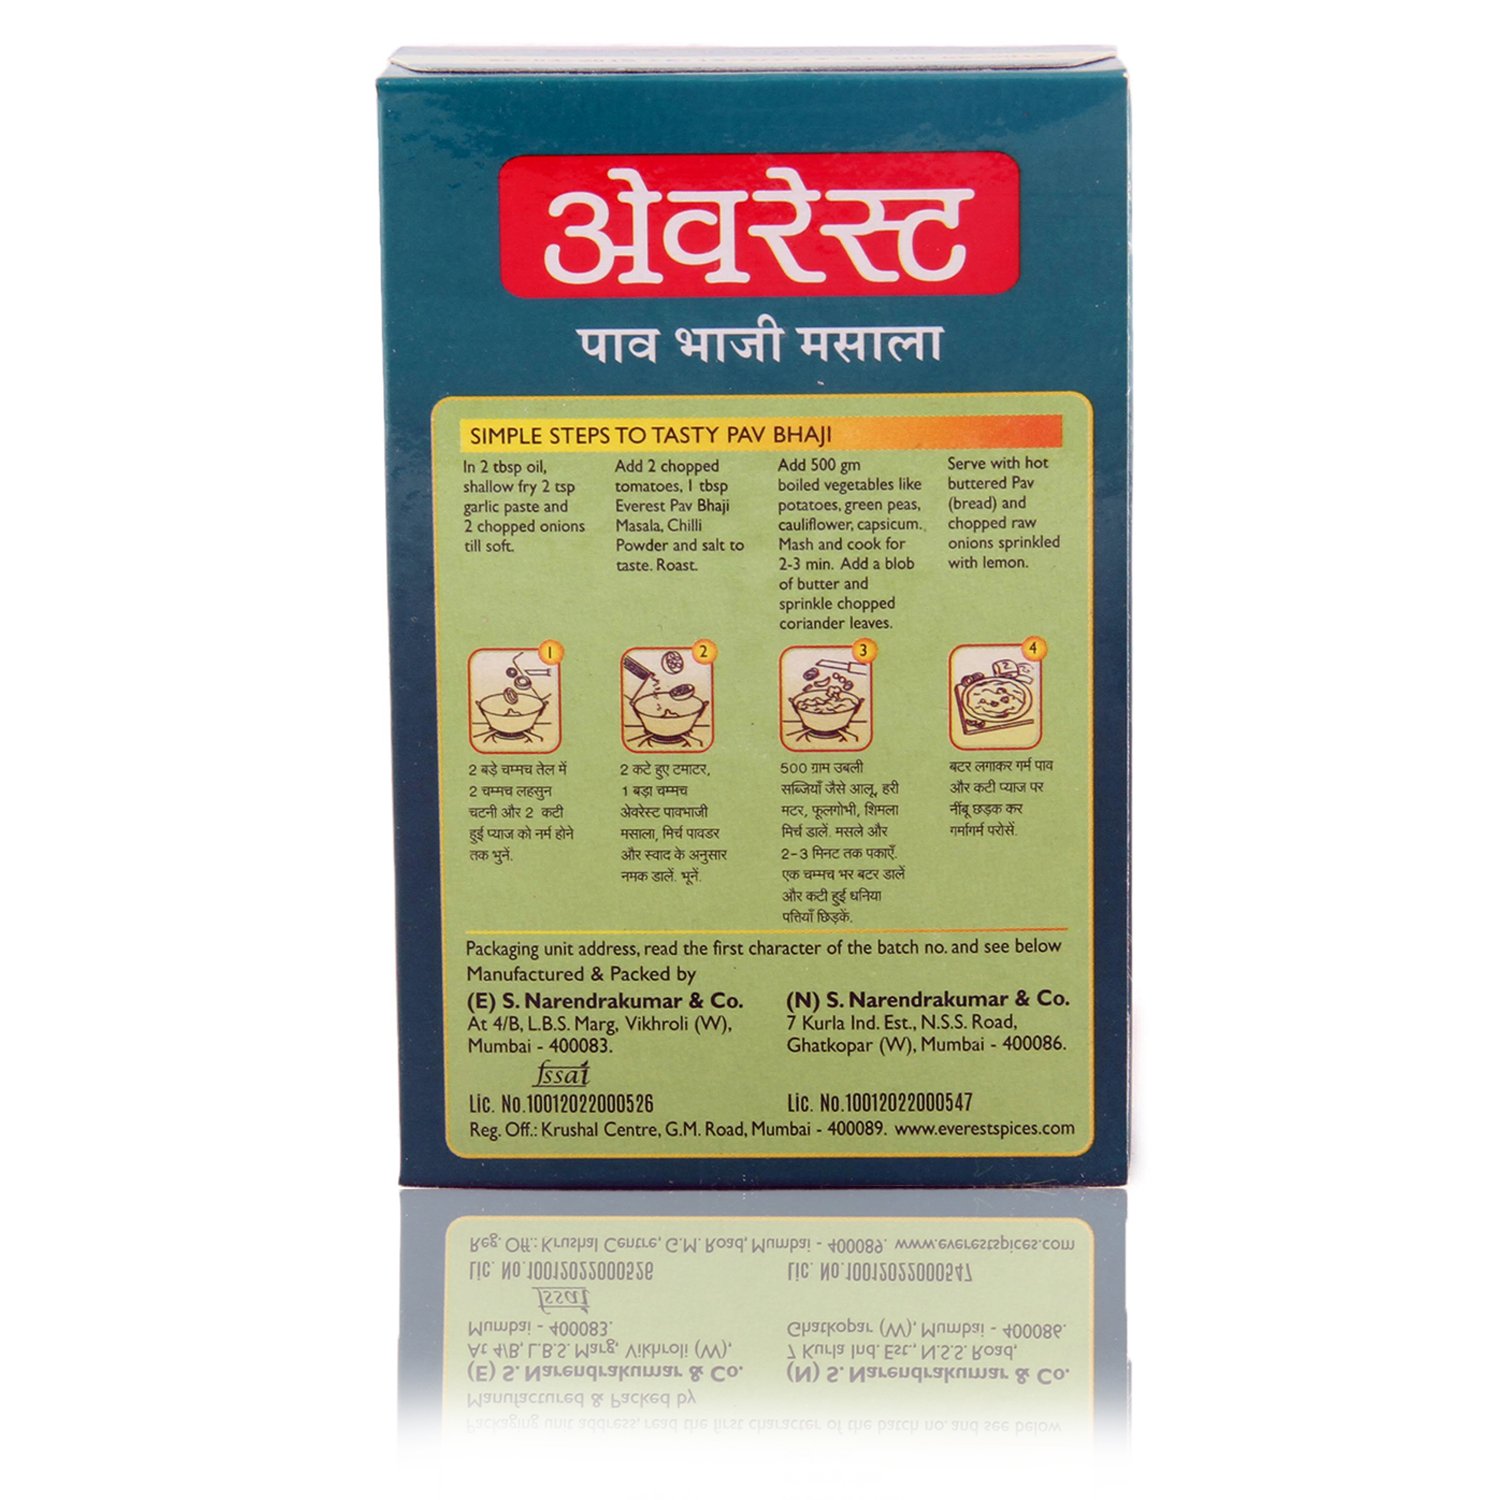 अेवरेस्ट
पाव भाजी मसाला
SIMPLE STEPS TO TASTY PAV BHAJI
In 2 tbsp oil,
shallow fry 2 tsp
garlic paste and
2 chopped onions
till soft.
Add 2 chopped
tomatoes, 1 tbsp
Everest Pav Bhaji
Masala, Chilli
Powder and salt to
taste. Roast.
Add 500 gm
boiled vegetables like
potatoes, green peas,
cauliflower, capsicum.
Mash and cook for
2-3 min. Add a blob
of butter and
sprinkle chopped
coriander leaves.
Serve with hot
buttered Pav
(bread) and
chopped raw
onions sprinkled
with lemon.
1
2
3
4
2 बड़े चम्मच तेल में
2 चम्मच लहसुन
चटनी और 2 कटी
हुई प्याज को नर्म होने
तक भुनें.
2 कटे हुए टमाटर,
1 बड़ा चम्मच
अेवरेस्ट पावभाजी
मसाला, मिर्च पावडर
और स्वाद के अनुसार
नमक डालें. भूनें.
500 ग्राम उबली
सब्जियाँ जैसे आलू, हरी
मटर, फूलगोभी, शिमला
मिर्च डालें. मसले और
2-3 मिनट तक पकाएँ.
एक चम्मच भर बटर डालें
और कटी हुई धनिया
पत्तियाँ छिड़कें.
बटर लगाकर गर्म पाव
और कटी प्याज पर
नींबू छड़क कर
गर्मागर्म परोसें.
Packaging unit address, read the first character of the batch no. and see below
Manufactured & Packed by
(E) S. Narendrakumar & Co.
At 4/B, L.B.S. Marg, Vikhroli (W),
Mumbai - 400083.
fssai
Lic. No.10012022000526
(N) S. Narendrakumar & Co.
7 Kurla Ind. Est., N.S.S. Road,
Ghatkopar (W), Mumbai - 400086.
Lic. No.10012022000547
Reg. Off.: Krushal Centre, G.M. Road, Mumbai - 400089. www.everestspices.com